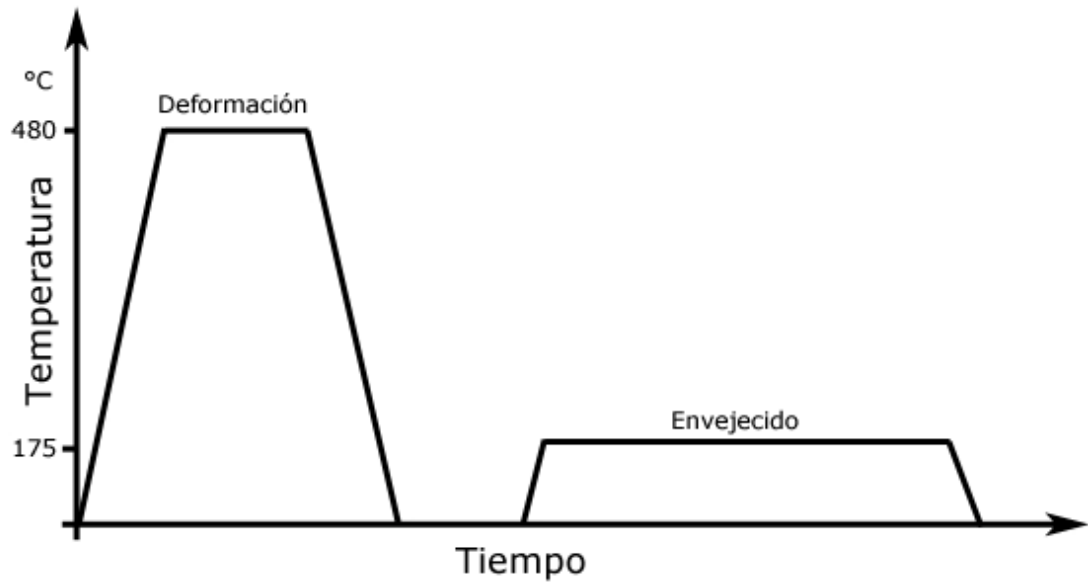 °C
Deformación
480
Temperatura
Envejecido
175
Tiempo